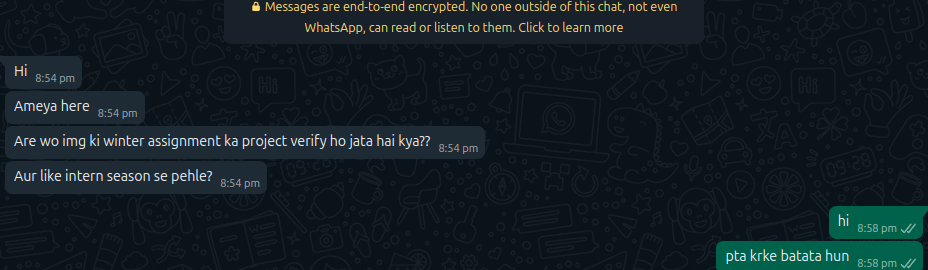 Messages are end-to-end encrypted. No one outside of this chat, not even
WhatsApp, can read or listen to them. Click to learn more
Hi 8:54 pm
Ameya here 8:54 pm
Are wo img ki winter assignment ka project verify ho jata hai kya?? 8:54 pm
Aur like intern season se pehle? 8:54 pm
hi 8:58 pm
pta krke batata hun 8:58 pm